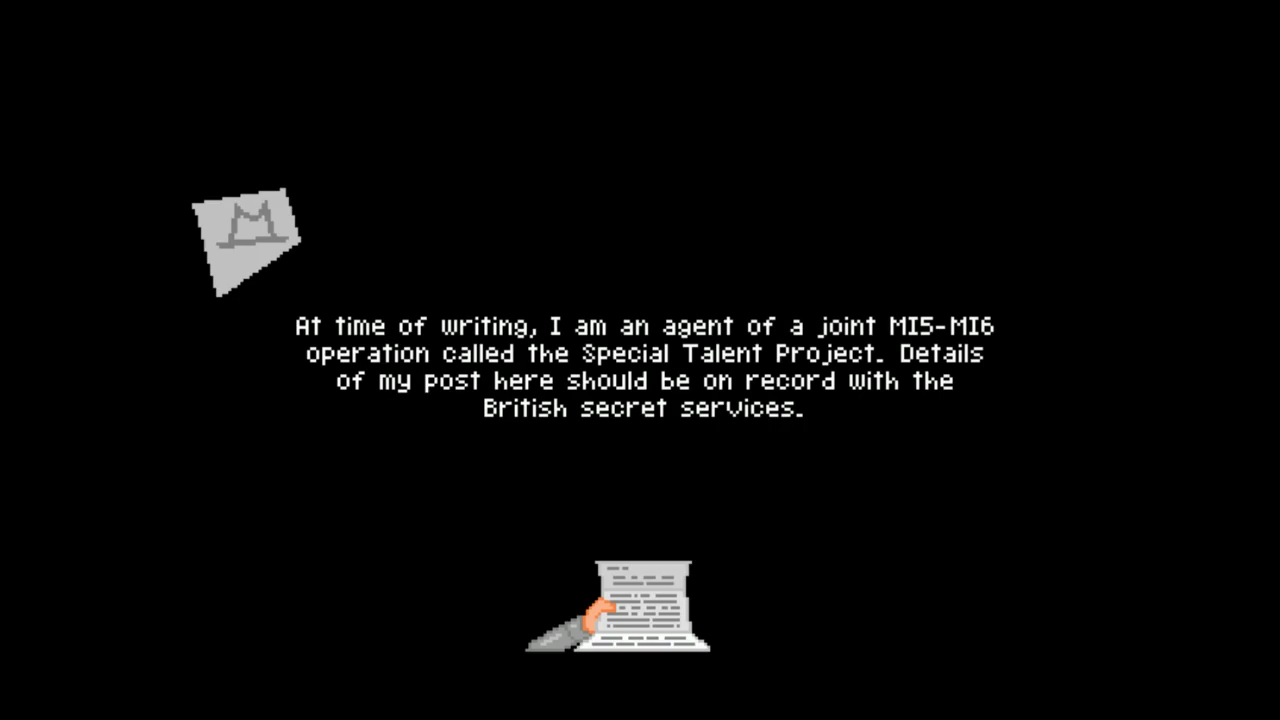 At time of writing, I am an agent of a joint MI5-MI6
operation called the Special Talent Project. Details
of my post here should be on record with the
British secret services.